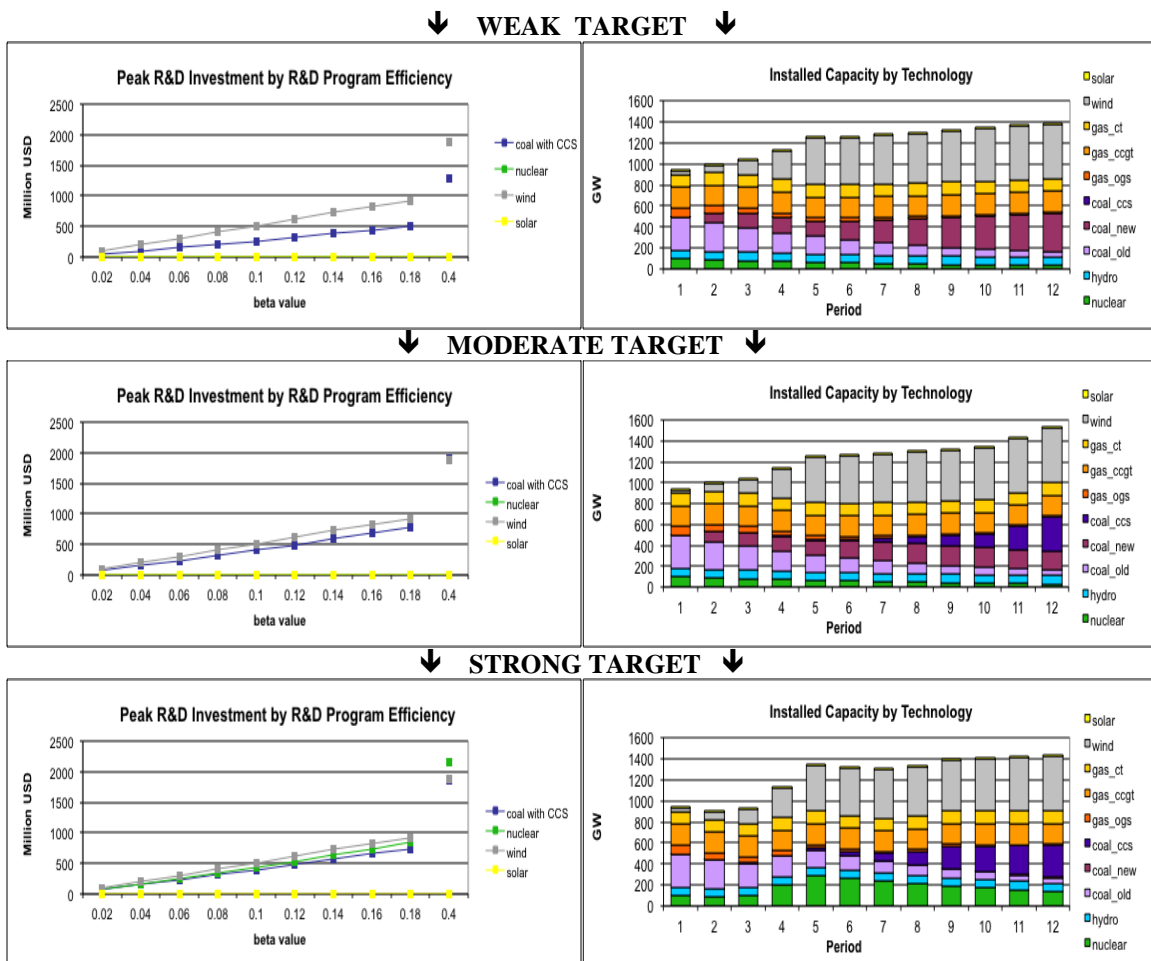 WEAK TARGET
Peak R&D Investment by R&D Program Efficiency
2500
2000
1500
1000
500
0
Million USD
0.02 0.04 0.06 0.08 0.1 0.12 0.14 0.16 0.18 0.4
beta value
coal with CCS
nuclear
wind
solar
Installed Capacity by Technology
1600
1400
1200
1000
800
600
400
200
0
GW
1 2 3 4 5 6 7 8 9 10 11 12
Period
solar
wind
gas_ct
gas_ccgt
gas_ogs
coal_ccs
coal_new
coal_old
hydro
nuclear
MODERATE TARGET
Peak R&D Investment by R&D Program Efficiency
2500
2000
1500
1000
500
0
Million USD
0.02 0.04 0.06 0.08 0.1 0.12 0.14 0.16 0.18 0.4
beta value
coal with CCS
nuclear
wind
solar
Installed Capacity by Technology
1600
1400
1200
1000
800
600
400
200
0
GW
1 2 3 4 5 6 7 8 9 10 11 12
Period
solar
wind
gas_ct
gas_ccgt
gas_ogs
coal_ccs
coal_new
coal_old
hydro
nuclear
STRONG TARGET
Peak R&D Investment by R&D Program Efficiency
2500
2000
1500
1000
500
0
Million USD
0.02 0.04 0.06 0.08 0.1 0.12 0.14 0.16 0.18 0.4
beta value
coal with CCS
nuclear
wind
solar
Installed Capacity by Technology
1600
1400
1200
1000
800
600
400
200
0
GW
1 2 3 4 5 6 7 8 9 10 11 12
Period
solar
wind
gas_ct
gas_ccgt
gas_ogs
coal_ccs
coal_new
coal_old
hydro
nuclear